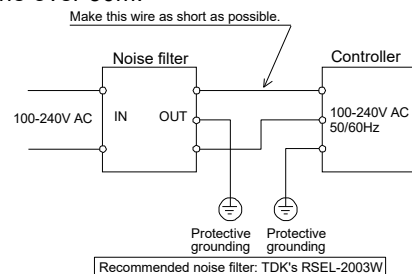 Make this wire as short as possible.
Noise filter
Controller
100-240V AC
IN
OUT
100-240V AC
50/60Hz
Protective
grounding
Protective
grounding
Recommended noise filter: TDK's RSEL-2003W